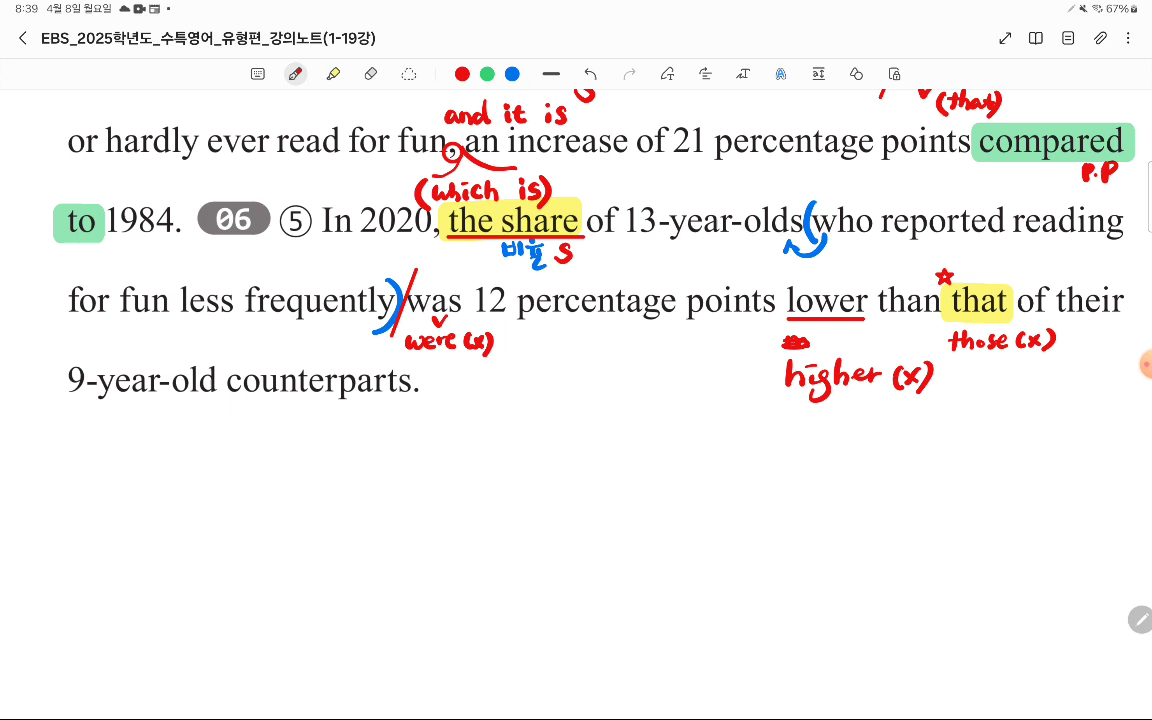 8:39 4월 8일 월요일 67%
EBS_2025학년도_수특영어_유형편_강의노트(1-19강)
and it is
(that)
or hardly ever read for fun, an increase of 21 percentage points compared
(which is)
P.P
to 1984. 06 ⑤ In 2020, the share of 13-year-olds who reported reading
비율 S
for fun less frequently was 12 percentage points lower than that of their
v
were (x)
those (x)
higher (x)
9-year-old counterparts.